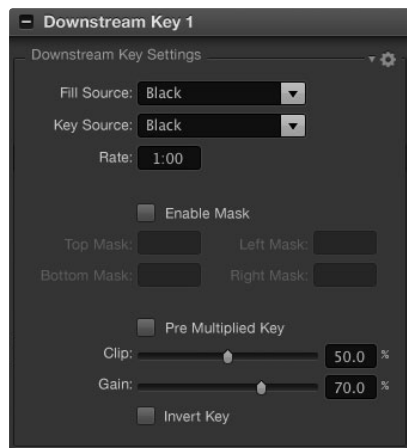 Downstream Key 1
Downstream Key Settings
Fill Source: Black
Key Source: Black
Rate: 1:00
Enable Mask
Top Mask: Left Mask:
Bottom Mask: Right Mask:
Pre Multiplied Key
Clip: 50.0 %
Gain: 70.0 %
Invert Key